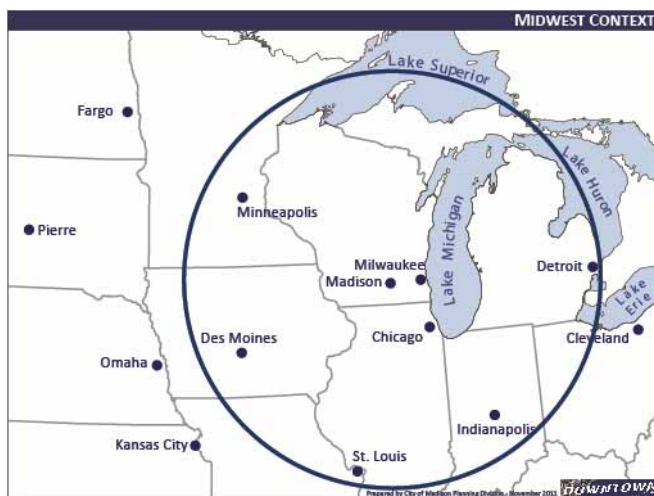 MIDWEST CONTEXT
Lake Superior
Fargo
Lake Huron
Minneapolis
Pierre
Lake Michigan
Milwaukee
Madison
Detroit
Lake
Erie
Des Moines
Chicago
Cleveland
Omaha
Indianapolis
Kansas City
St. Louis
Prepared by City of Madison Planning Division - November 2011
DOWNTOWN